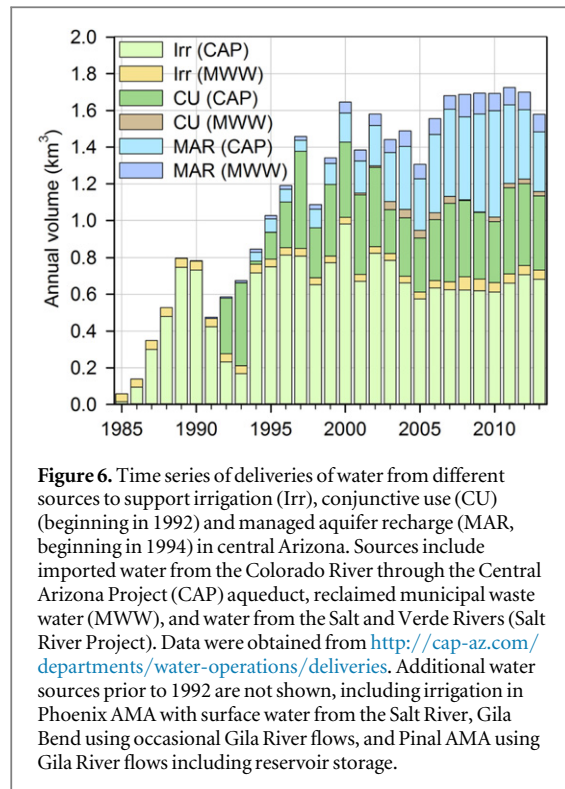 2.0
1.8
1.6
1.4
1.2
1.0
0.8
0.6
0.4
0.2
0.0
Annual volume (km³)
Irr (CAP)
Irr (MWW)
CU (CAP)
CU (MWW)
MAR (CAP)
MAR (MWW)
1985 1990 1995 2000 2005 2010
Figure 6. Time series of deliveries of water from different
sources to support irrigation (Irr), conjunctive use (CU)
(beginning in 1992) and managed aquifer recharge (MAR,
beginning in 1994) in central Arizona. Sources include
imported water from the Colorado River through the Central
Arizona Project (CAP) aqueduct, reclaimed municipal waste
water (MWW), and water from the Salt and Verde Rivers (Salt
River Project). Data were obtained from http://cap-az.com/
departments/water-operations/deliveries. Additional water
sources prior to 1992 are not shown, including irrigation in
Phoenix AMA with surface water from the Salt River, Gila
Bend using occasional Gila River flows, and Pinal AMA using
Gila River flows including reservoir storage.